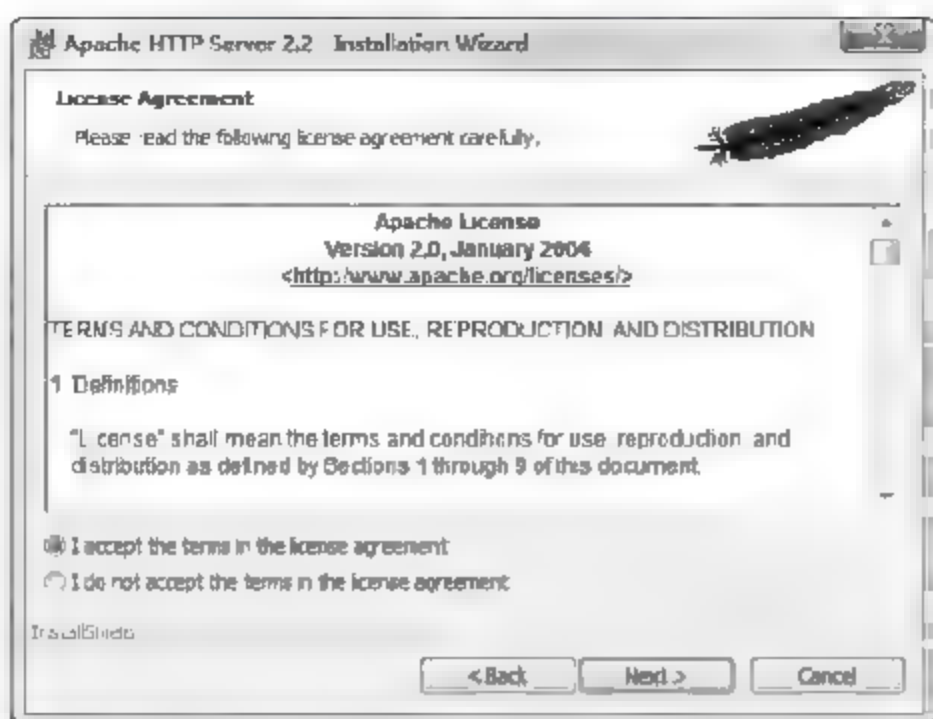 Apache HTTP Server 2.2 Installation Wizard
License Agreement
Please read the following license agreement carefully.
Apache License
Version 2.0, January 2004
<http://www.apache.org/licenses/>
TERMS AND CONDITIONS FOR USE, REPRODUCTION, AND DISTRIBUTION
1. Definitions
"License" shall mean the terms and conditions for use, reproduction, and
distribution as defined by Sections 1 through 9 of this document.
I accept the terms in the license agreement
I do not accept the terms in the license agreement
InstallShield
< Back
Next >
Cancel